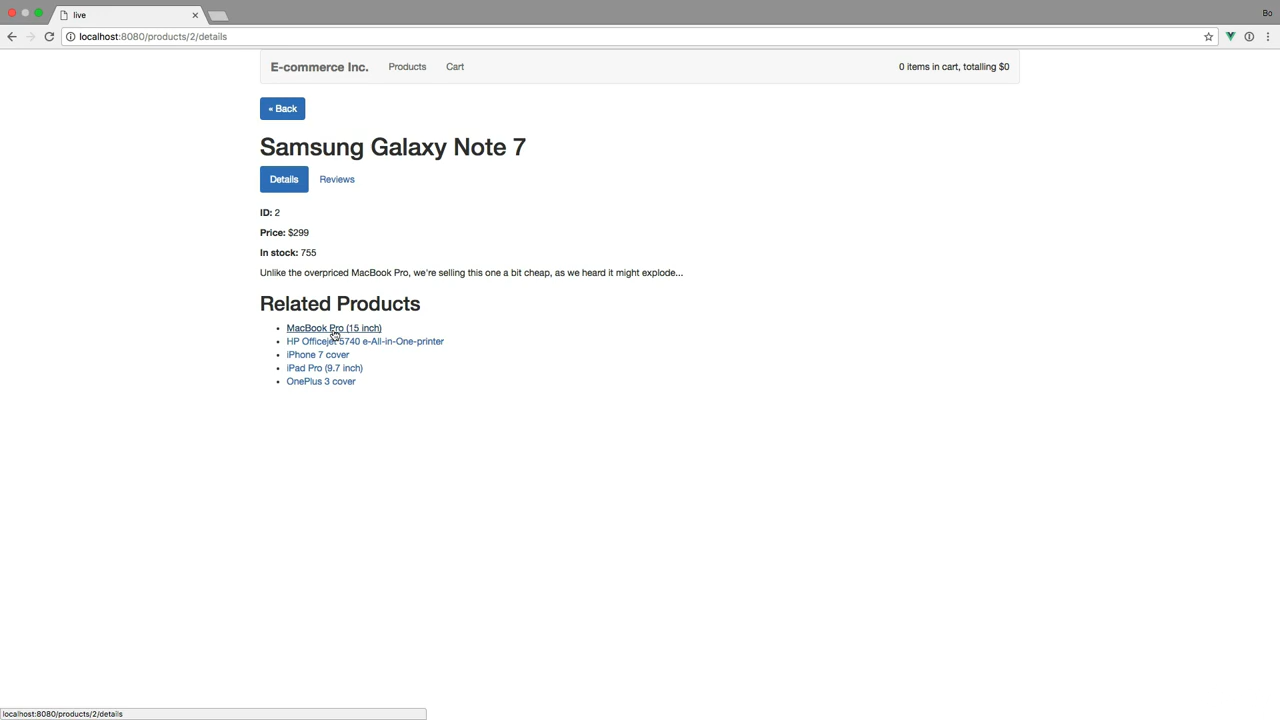 live
Bo
localhost:8080/products/2/details
E-commerce Inc. Products Cart 0 items in cart, totalling $0
« Back
Samsung Galaxy Note 7
Details Reviews
ID: 2
Price: $299
In stock: 755
Unlike the overpriced MacBook Pro, we're selling this one a bit cheap, as we heard it might explode...
Related Products
• MacBook Pro (15 inch)
• HP Officejet 5740 e-All-in-One-printer
• iPhone 7 cover
• iPad Pro (9.7 inch)
• OnePlus 3 cover
localhost:8080/products/2/details